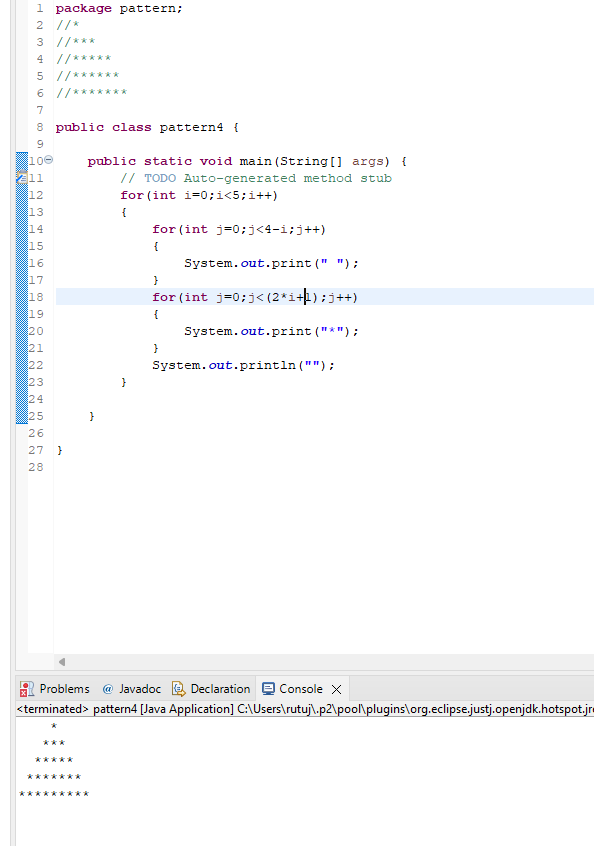 1 package pattern;
2 //*
3 //***
4 //*****
5 //******
6 //*******
7
8 public class pattern4 {
9
10 public static void main(String[] args) {
11 // TODO Auto-generated method stub
12 for(int i=0;i<5;i++)
13 {
14 for(int j=0;j<4-i;j++)
15 {
16 System.out.print(" ");
17 }
18 for(int j=0;j<(2*i+1);j++)
19 {
20 System.out.print("*");
21 }
22 System.out.println("");
23 }
24
25 }
26
27 }
28
Problems @ Javadoc Declaration Console
<terminated> pattern4 [Java Application] C:\Users\rutuj\.p2\pool\plugins\org.eclipse.justj.openjdk.hotspot.jre
    *
   ***
  *****
 *******
*********